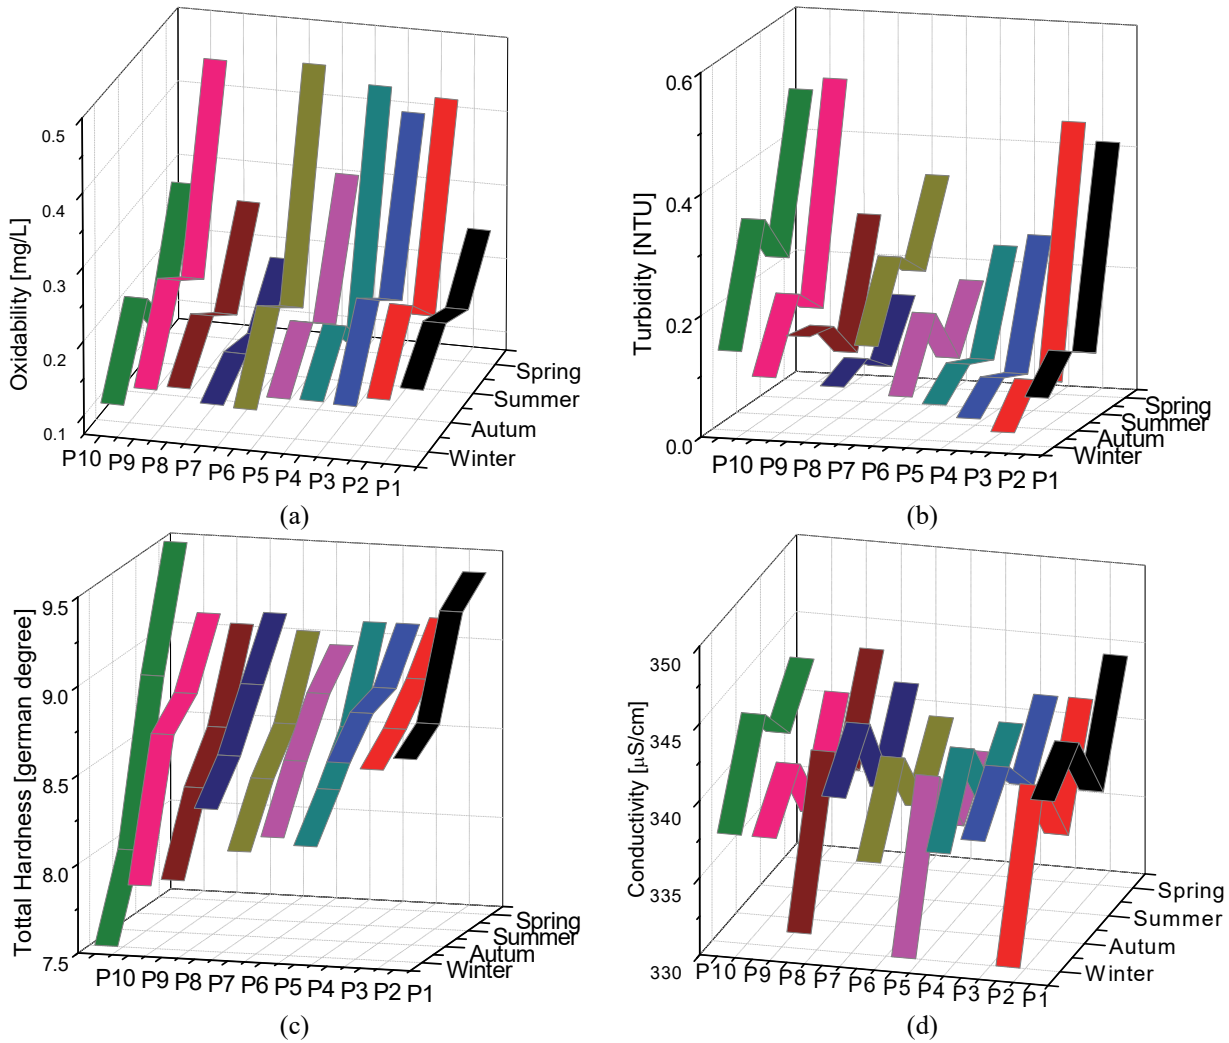 0.5
0.4
0.3
0.2
0.1
Oxidability [mg/L]
P10 P9 P8 P7 P6 P5 P4 P3 P2 P1
Spring
Summer
Autum
Winter
(a)
0.6
0.4
0.2
0.0
Turbidity [NTU]
P10 P9 P8 P7 P6 P5 P4 P3 P2 P1
Spring
Summer
Autum
Winter
(b)
9.5
9.0
8.5
8.0
7.5
Tottal Hardness [german degree]
P10 P9 P8 P7 P6 P5 P4 P3 P2 P1
Spring
Summer
Autum
Winter
(c)
350
345
340
335
330
Conductivity [µS/cm]
P10 P9 P8 P7 P6 P5 P4 P3 P2 P1
Spring
Summer
Autum
Winter
(d)